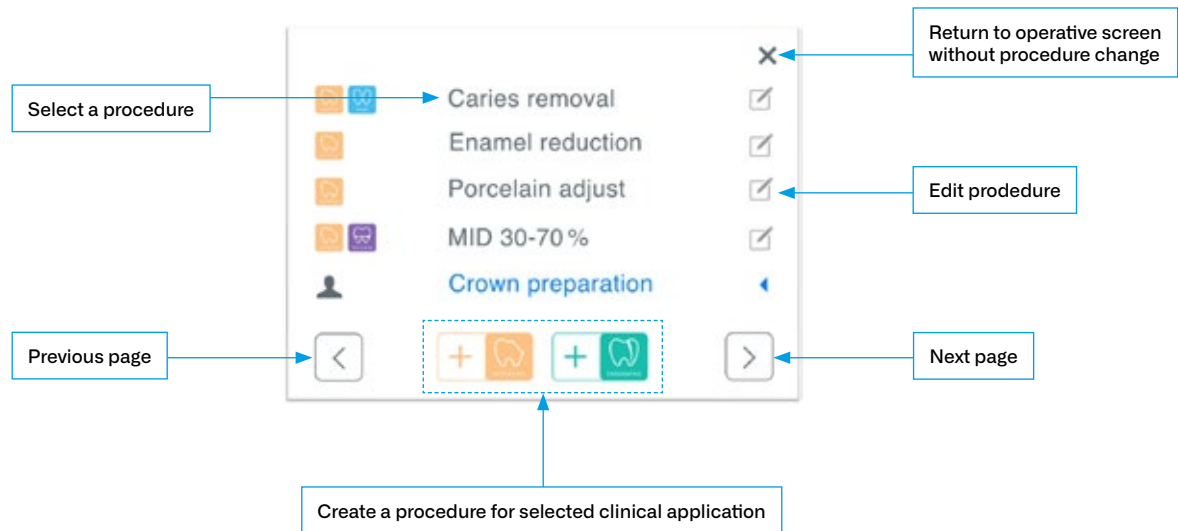 Return to operative screen
without procedure change
Select a procedure
Caries removal
Enamel reduction
Porcelain adjust
Edit prodedure
MID 30-70 %
Crown preparation
Previous page
Next page
Create a procedure for selected clinical application